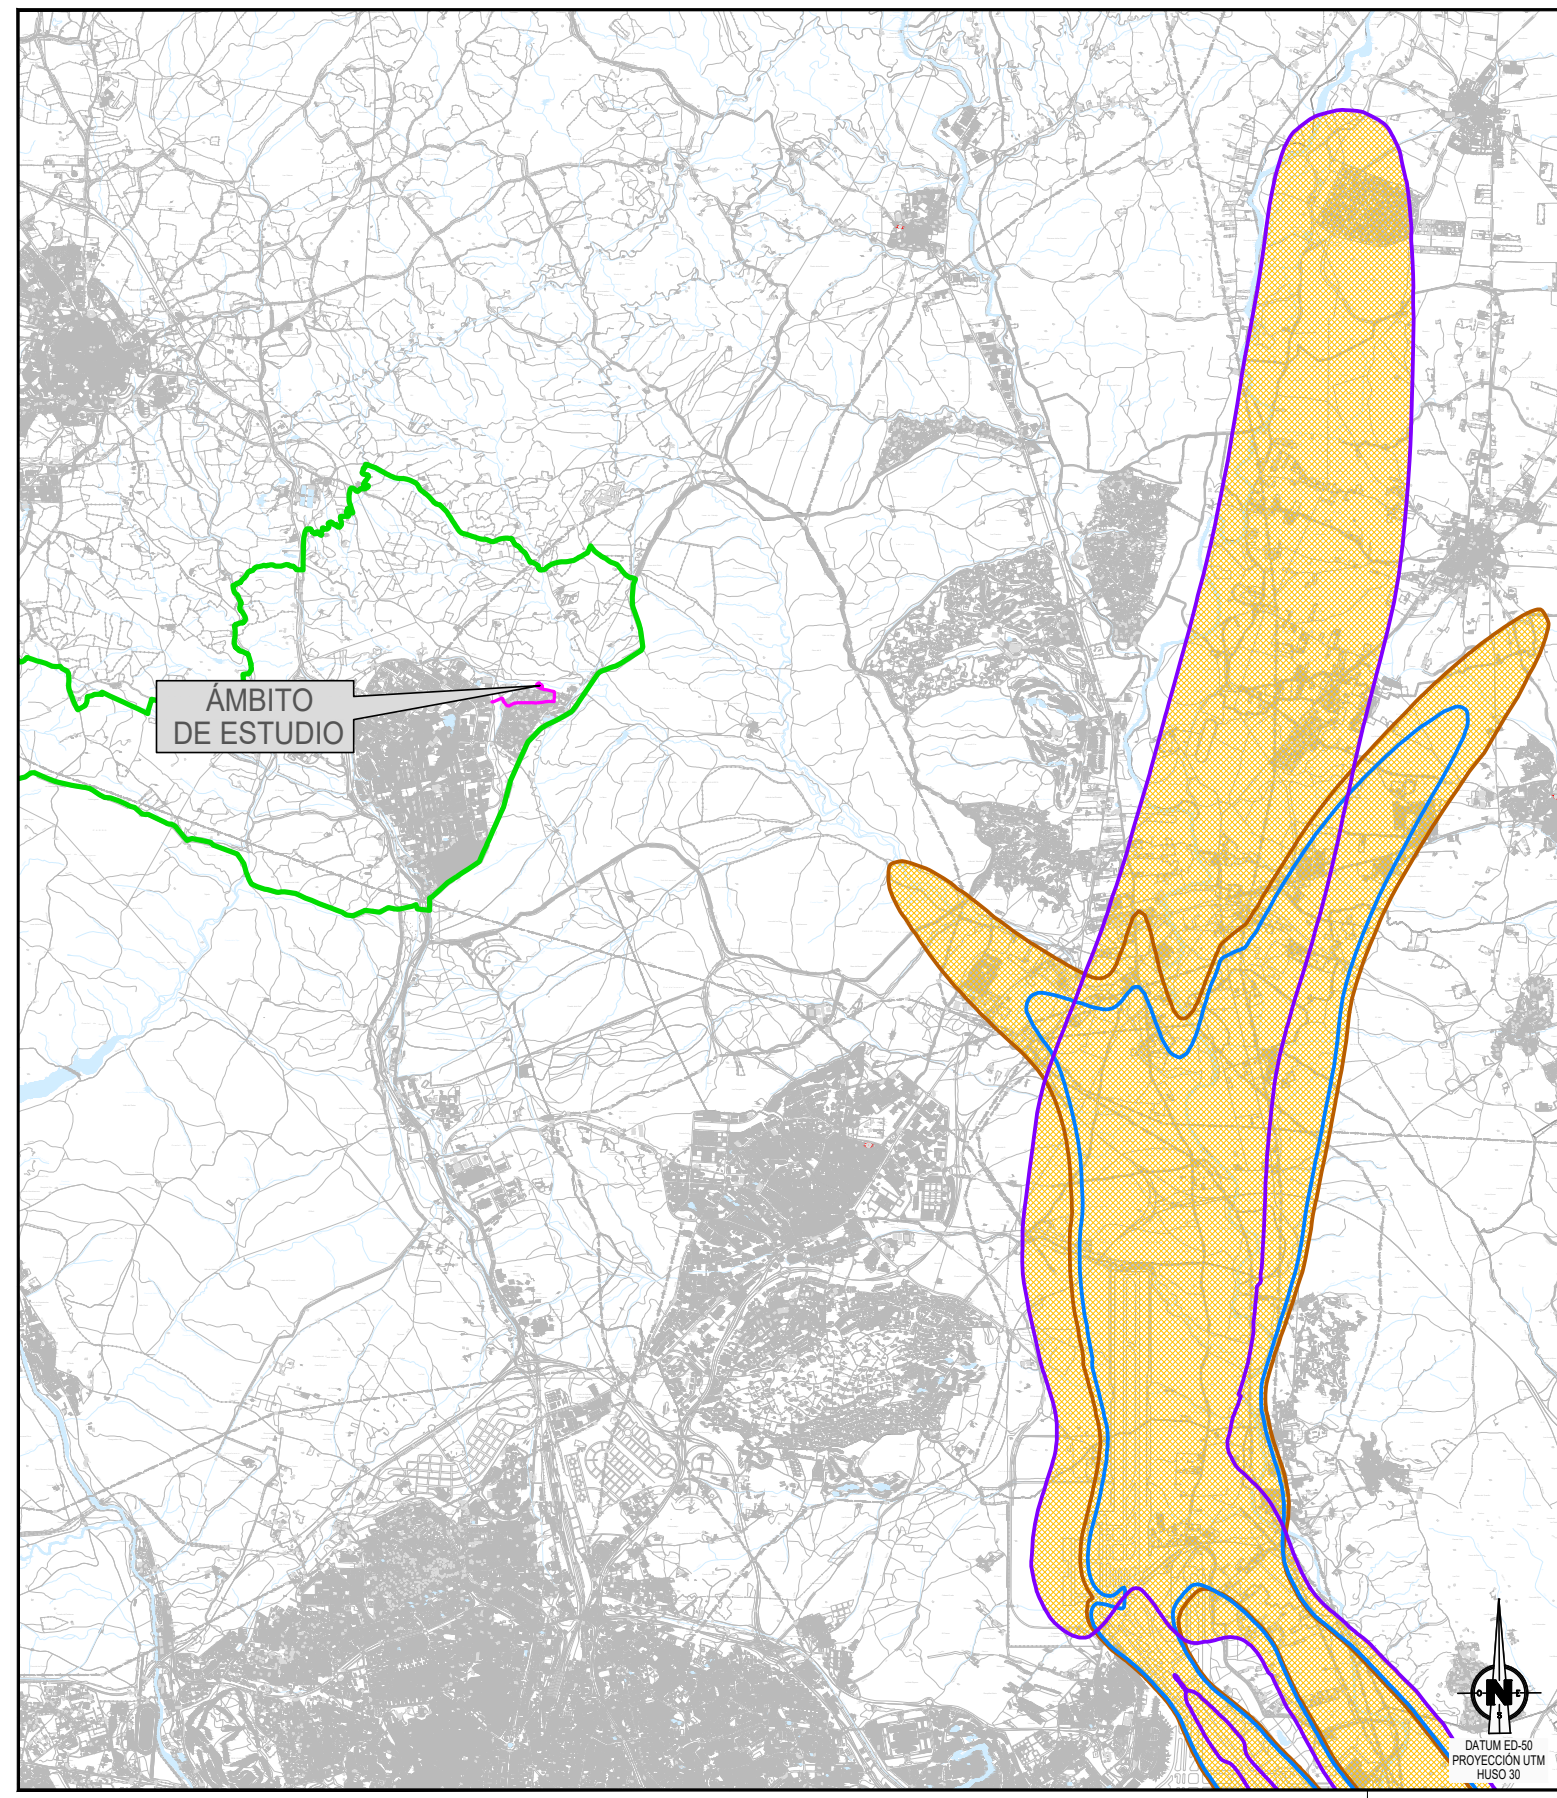 ÁMBITO
DE ESTUDIO
N
O
E
S
DATUM ED-50
PROYECCIÓN UTM
HUSO 30